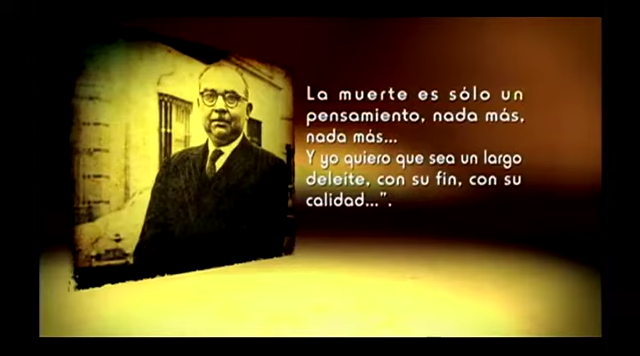 La muerte es sólo un
pensamiento, nada más,
nada más...
Y yo quiero que sea un largo
deleite, con su fin, con su
calidad...”.